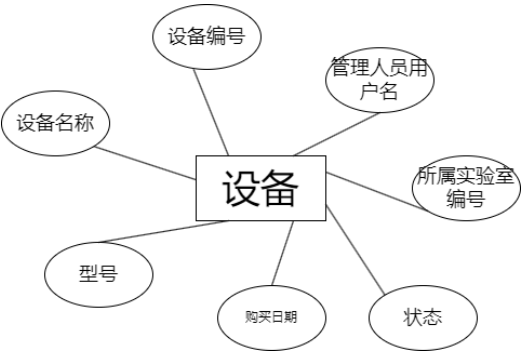 设备编号
管理人员用
户名
设备名称
设备
所属实验室
编号
型号
购买日期
状态